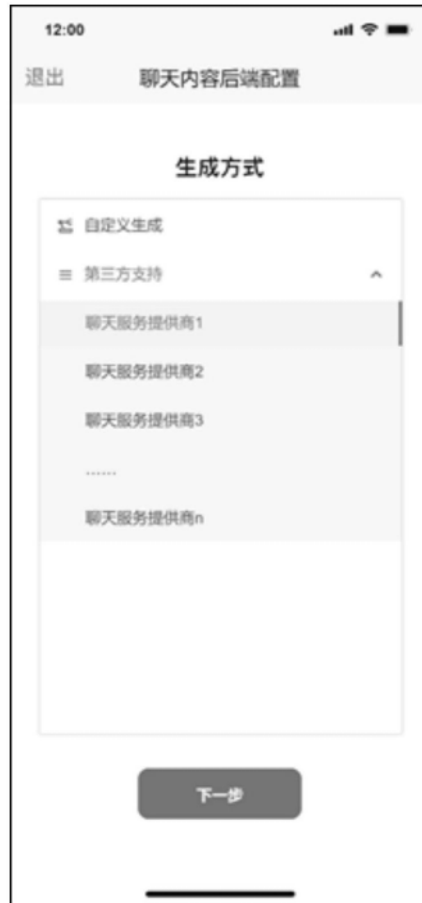 12:00
退出 聊天内容后端配置
生成方式
自定义生成
第三方支持
聊天服务提供商1
聊天服务提供商2
聊天服务提供商3
......
聊天服务提供商n
下一步